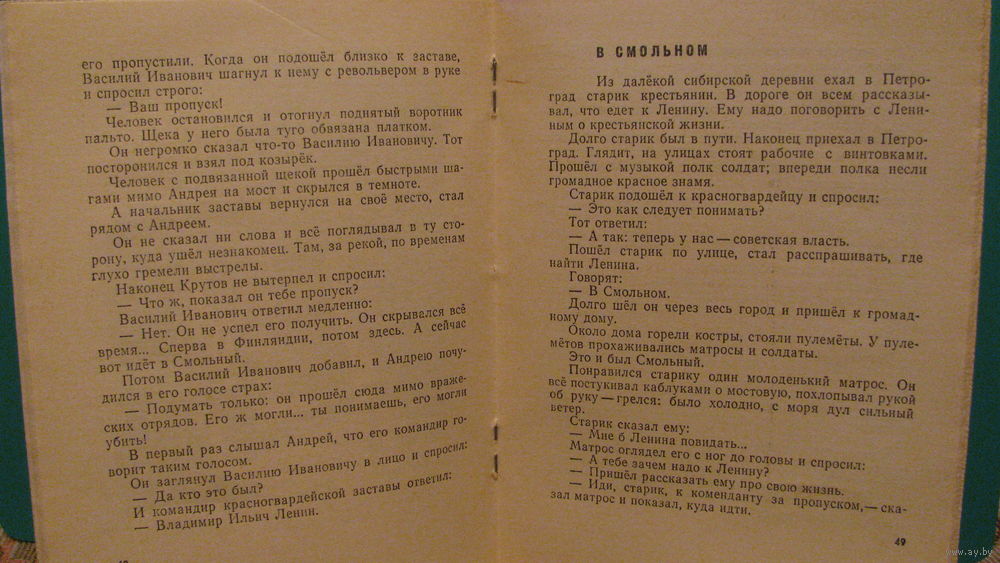 его пропустили. Когда он подошёл близко к заставе,
Василий Иванович шагнул к нему с револьвером в руке
и спросил строго:
— Ваш пропуск!
Человек остановился и отогнул поднятый воротник
пальто. Щека у него была туго обвязана платком.
Он негромко сказал что-то Василию Ивановичу. Тот
посторонился и взял под козырёк.
Человек с подвязанной щекой прошёл быстрыми ша-
гами мимо Андрея на мост и скрылся в темноте.
А начальник заставы вернулся на своё место, стал
рядом с Андреем.
Он не сказал ни слова и всё поглядывал в ту сто-
рону, куда ушёл незнакомец. Там, за рекой, по временам
глухо гремели выстрелы.
Наконец Крутов не вытерпел и спросил:
— Что ж, показал он тебе пропуск?
Василий Иванович ответил медленно:
— Нет. Он не успел его получить. Он скрывался всё
время... Сперва в Финляндии, потом здесь. А сейчас
вот идёт в Смольный.
Потом Василий Иванович добавил, и Андрею почу-
дился в его голосе страх:
— Подумать только: он прошёл сюда мимо враже-
ских отрядов. Его ж могли... ты понимаешь, его могли
убить!
В первый раз слышал Андрей, что его командир го-
ворит таким голосом.
Он заглянул Василию Ивановичу в лицо и спросил:
— Да кто это был?
И командир красногвардейской заставы ответил:
— Владимир Ильич Ленин.
В СМОЛЬНОМ
Из далёкой сибирской деревни ехал в Петро-
град старик крестьянин. В дороге он всем рассказы-
вал, что едет к Ленину. Ему надо поговорить с Лени-
ным о крестьянской жизни.
Долго старик был в пути. Наконец приехал в Петро-
град. Глядит, на улицах стоят рабочие с винтовками.
Прошёл с музыкой полк солдат; впереди полка несли
громадное красное знамя.
Старик подошёл к красногвардейцу и спросил:
— Это как следует понимать?
Тот ответил:
— А так: теперь у нас — советская власть.
Пошёл старик по улице, стал расспрашивать, где
найти Ленина.
Говорят:
— В Смольном.
Долго шёл он через весь город и пришёл к громад-
ному дому.
Около дома горели костры, стояли пулемёты. У пуле-
мётов прохаживались матросы и солдаты.
Это и был Смольный.
Понравился старику один молоденький матрос. Он
всё постукивал каблуками о мостовую, похлопывал рукой
об руку — грелся: было холодно, с моря дул сильный
ветер.
Старик сказал ему:
— Мне б Ленина повидать...
Матрос оглядел его с ног до головы и спросил:
— А тебе зачем надо к Ленину?
— Пришёл рассказать ему про свою жизнь.
— Иди, старик, к коменданту за пропуском, — ска-
зал матрос и показал, куда идти.
49
www.ay.by